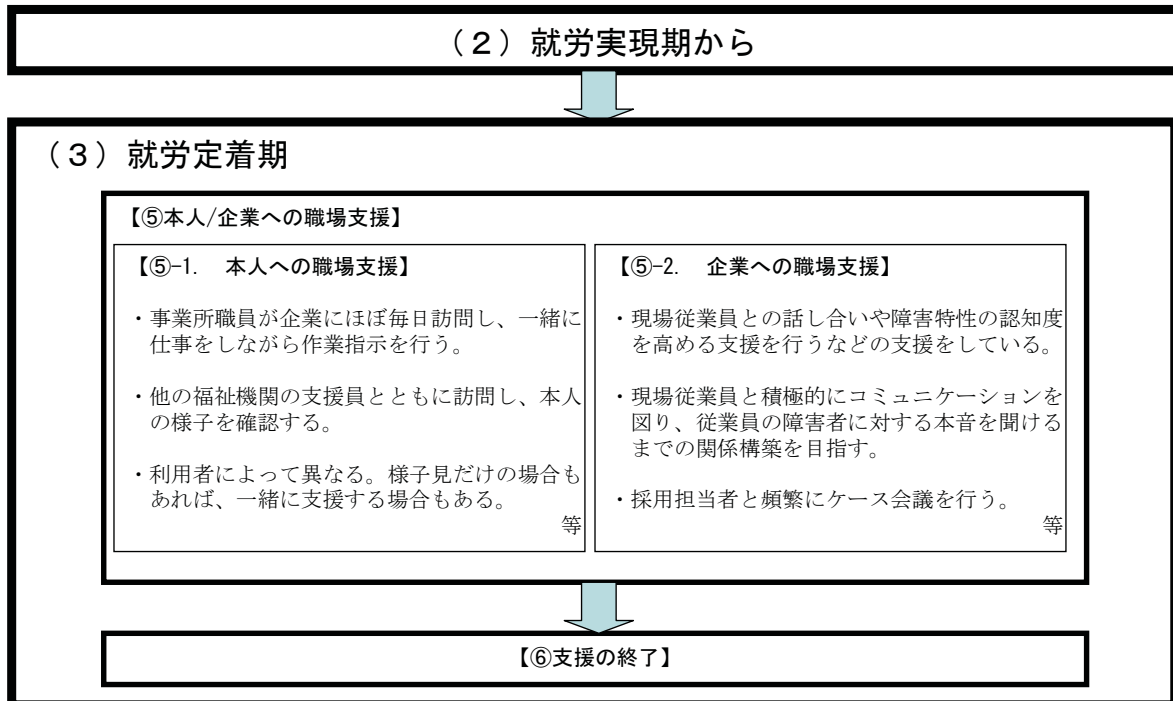 （２）就労実現期から
（３）就労定着期
【⑤本人/企業への職場支援】
【⑤-1.　本人への職場支援】
・事業所職員が企業にほぼ毎日訪問し、一緒に
仕事をしながら作業指示を行う。
・他の福祉機関の支援員とともに訪問し、本人
の様子を確認する。
・利用者によって異なる。様子見だけの場合も
あれば、一緒に支援する場合もある。
等
【⑤-2.　企業への職場支援】
・現場従業員との話し合いや障害特性の認知度
を高める支援を行うなどの支援をしている。
・現場従業員と積極的にコミュニケーションを
図り、従業員の障害者に対する本音を聞ける
までの関係構築を目指す。
・採用担当者と頻繁にケース会議を行う。
等
【⑥支援の終了】